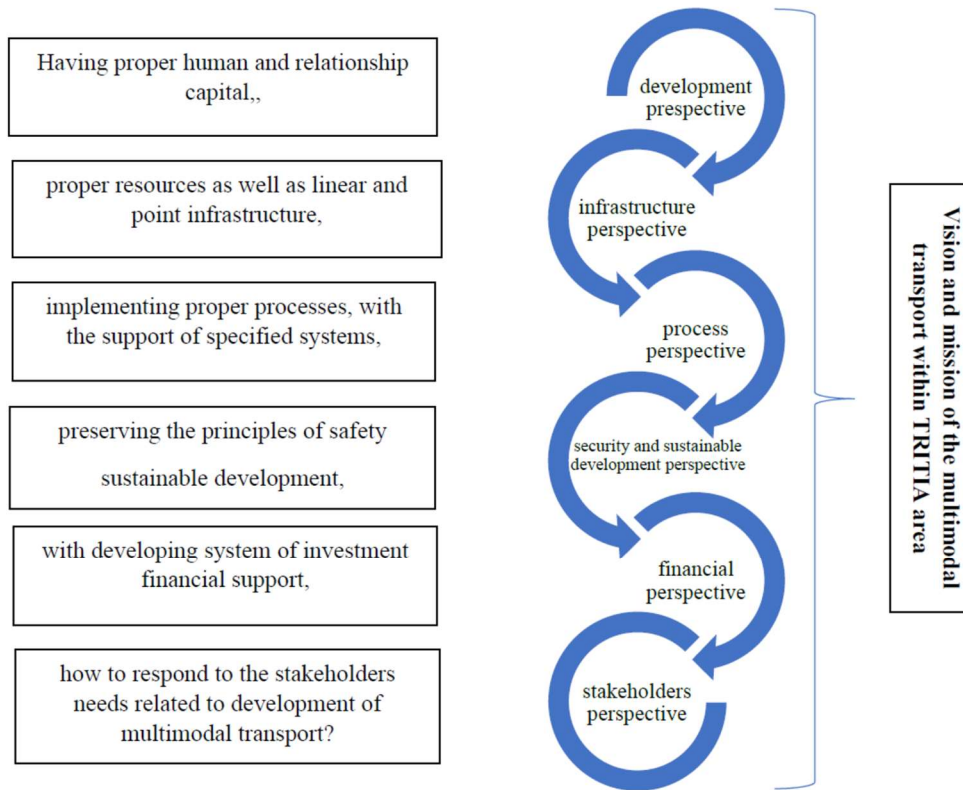 Having proper human and relationship
capital,,
development
prespective
proper resources as well as linear and
point infrastructure,
infrastructure
perspective
implementing proper processes, with
the support of specified systems,
process
perspective
preserving the principles of safety
sustainable development,
security and sustainable
development perspective
with developing system of investment
financial support,
financial
perspective
how to respond to the stakeholders
needs related to development of
multimodal transport?
stakeholders
perspective
Vision and mission of the multimodal
transport within TRITIA area